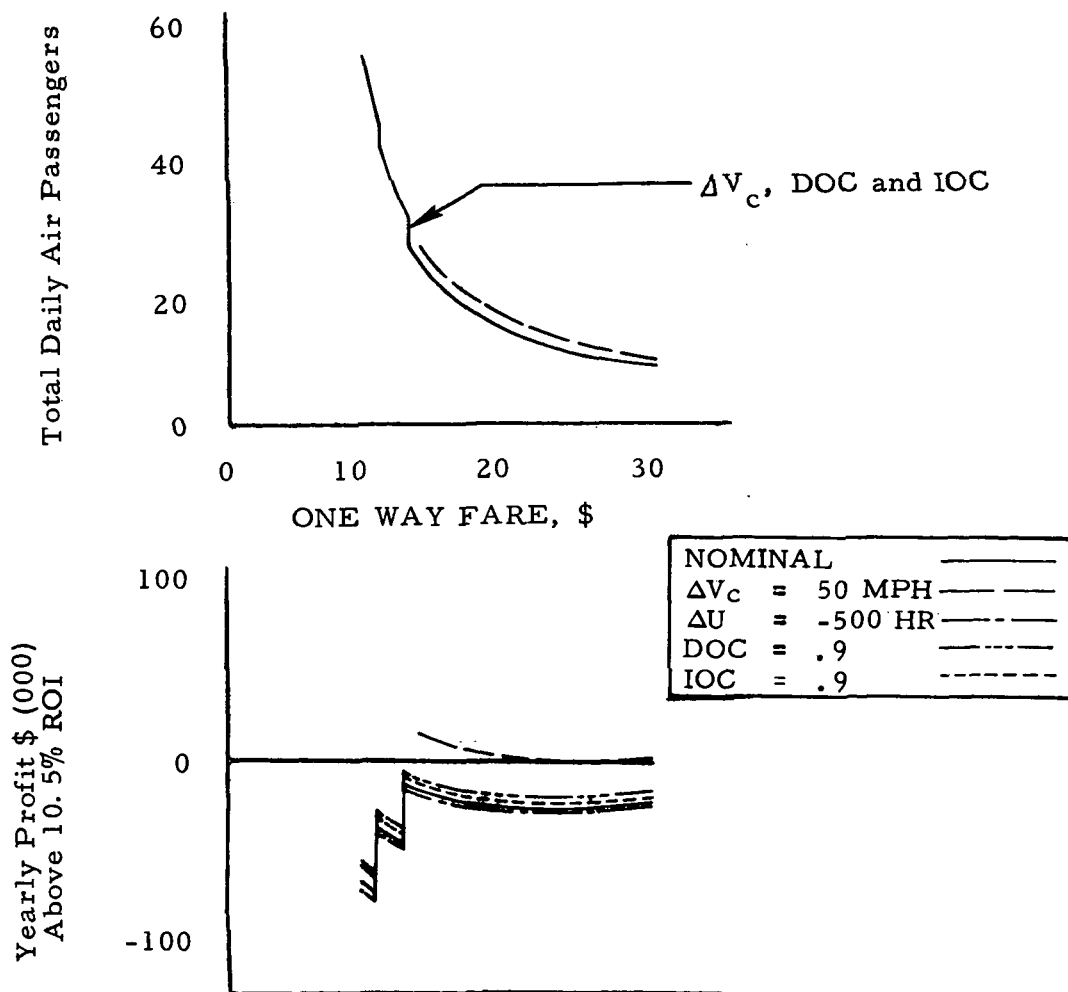 Total Daily Air Passengers
60
40
20
0
ΔVc, DOC and IOC
0 10 20 30
ONE WAY FARE, $
Yearly Profit $ (000)
Above 10.5% ROI
100
0
-100
NOMINAL
ΔVc = 50 MPH
ΔU = -500 HR
DOC = .9
IOC = .9